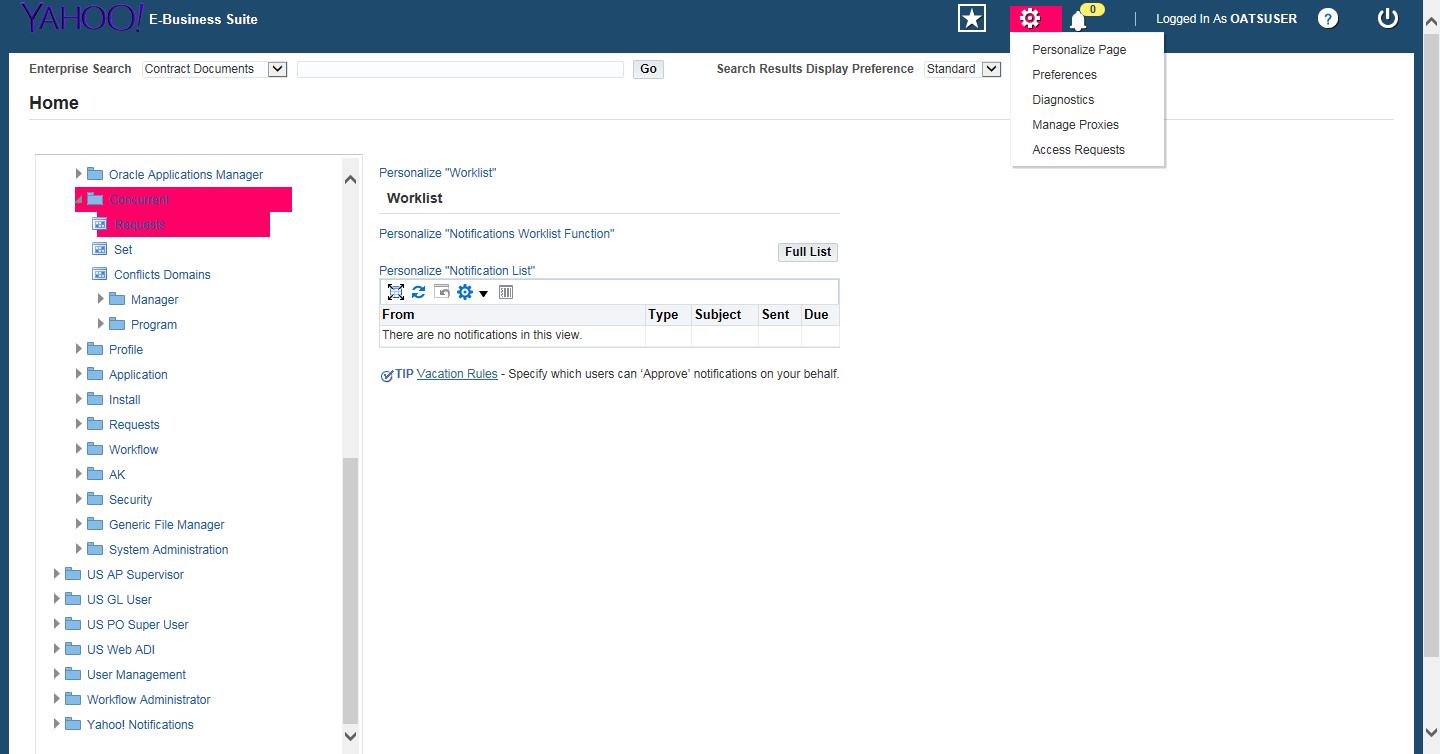 YAHOO! E-Business Suite
0
Logged In As OATSUSER
?
Personalize Page
Preferences
Diagnostics
Manage Proxies
Access Requests
Enterprise Search Contract Documents Go Search Results Display Preference Standard
Home
Oracle Applications Manager
Concurrent
Requests
Set
Conflicts Domains
Manager
Program
Profile
Application
Install
Requests
Workflow
AK
Security
Generic File Manager
System Administration
US AP Supervisor
US GL User
US PO Super User
US Web ADI
User Management
Workflow Administrator
Yahoo! Notifications
Personalize "Worklist"
Worklist
Personalize "Notifications Worklist Function"
Full List
Personalize "Notification List"
From Type Subject Sent Due
There are no notifications in this view.
TIP Vacation Rules - Specify which users can ‘Approve’ notifications on your behalf.